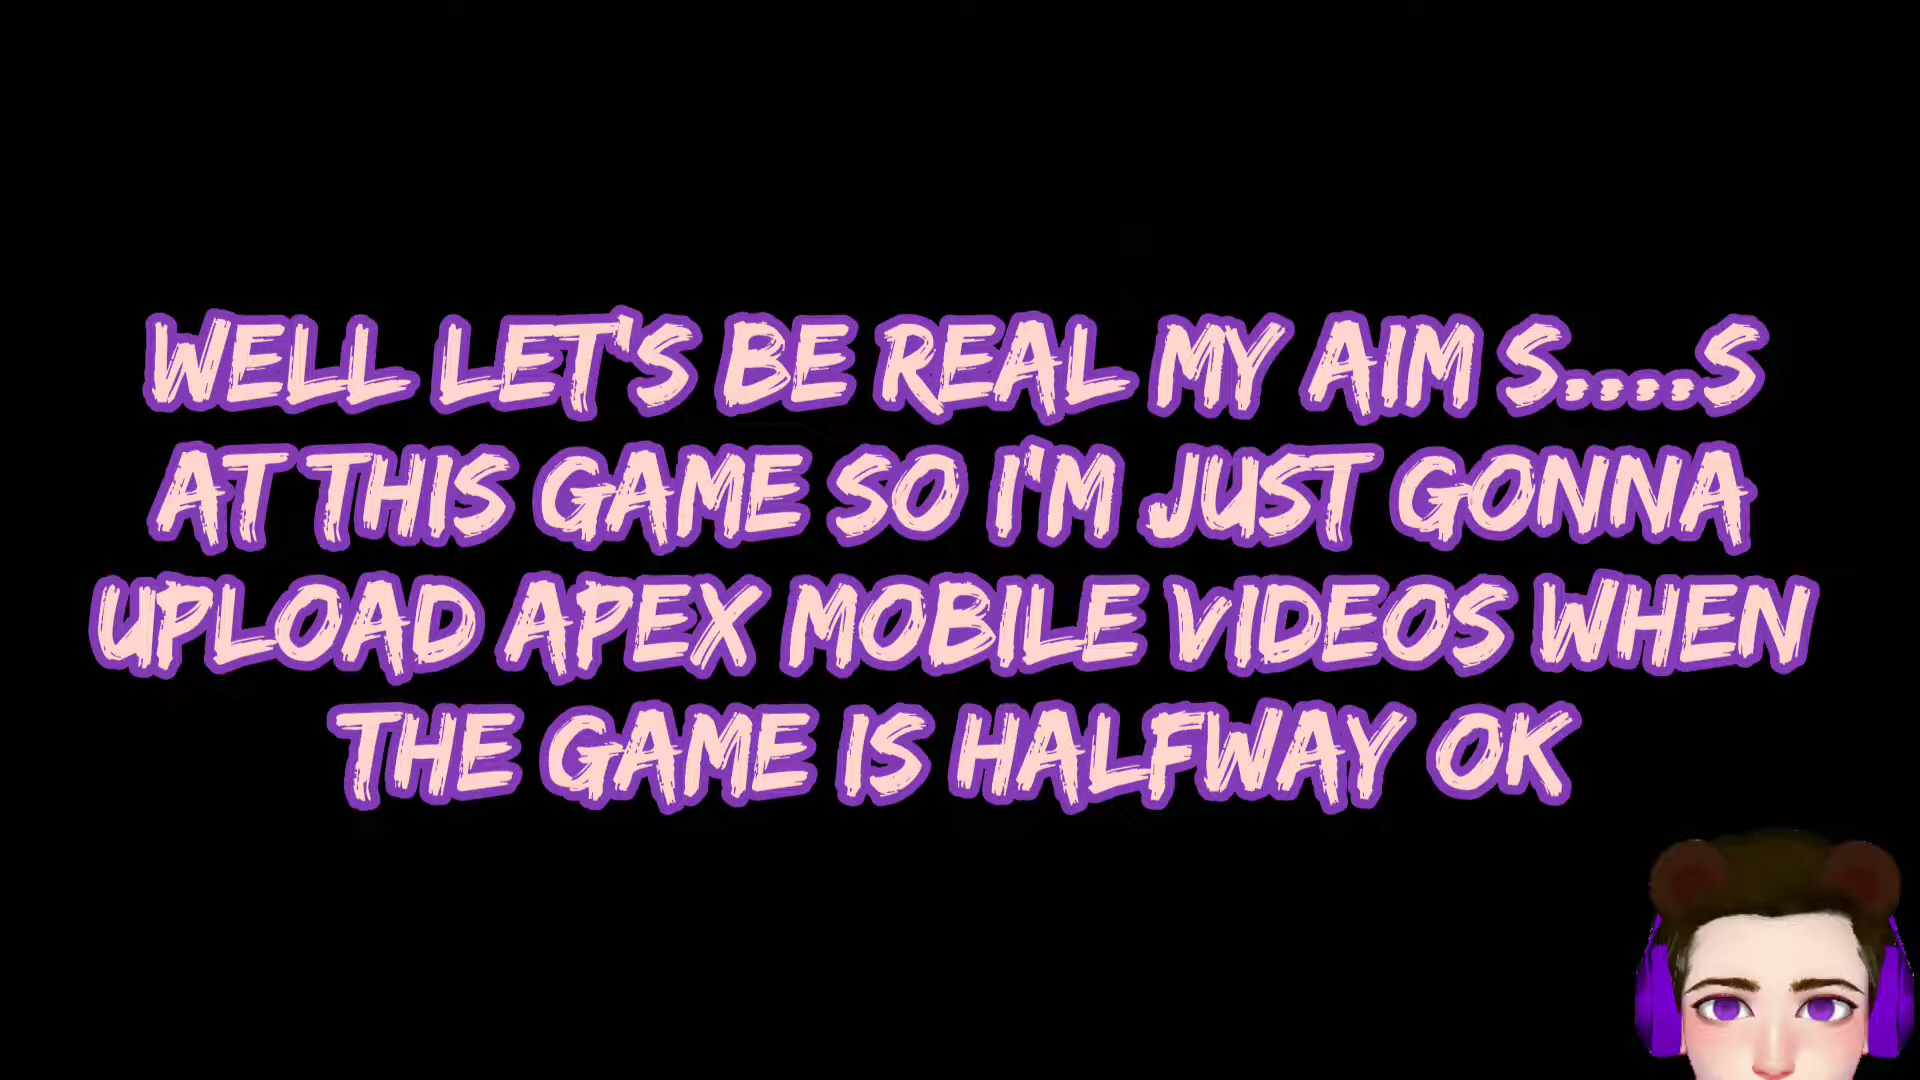 WELL LET'S BE REAL MY AIM S....S
AT THIS GAME SO I'M JUST GONNA
UPLOAD APEX MOBILE VIDEOS WHEN
THE GAME IS HALFWAY OK